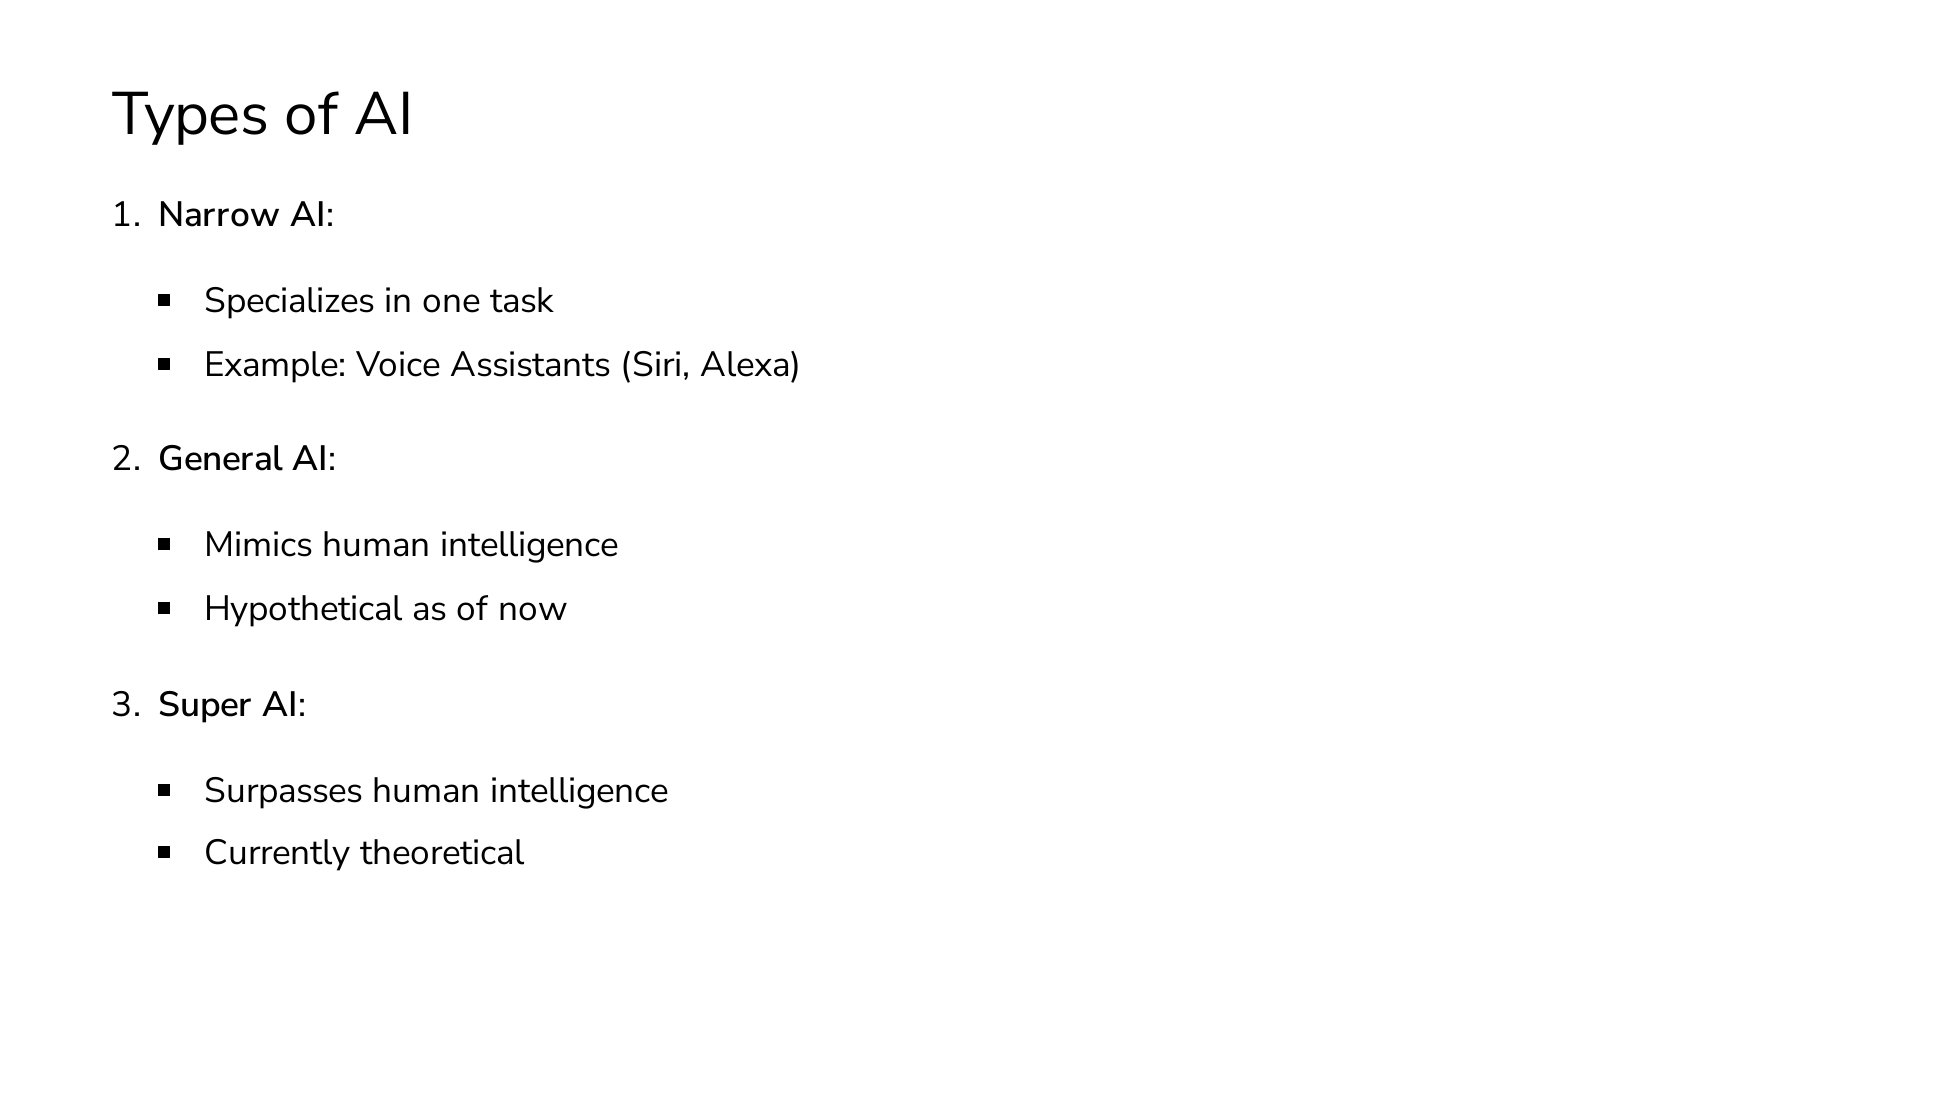 Types of AI
1. Narrow AI:
▪ Specializes in one task
▪ Example: Voice Assistants (Siri, Alexa)
2. General AI:
▪ Mimics human intelligence
▪ Hypothetical as of now
3. Super AI:
▪ Surpasses human intelligence
▪ Currently theoretical